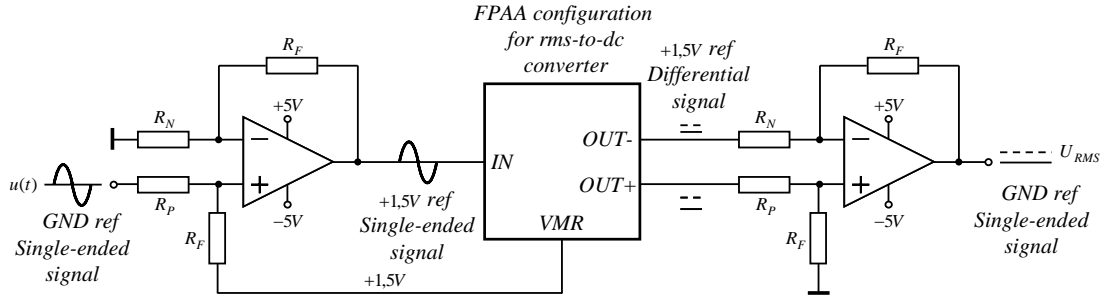 FPAA configuration
for rms-to-dc
converter
R_F
+5V
R_N
−
+
−5V
u(t)
R_P
GND ref
Single-ended
signal
R_F
+1,5V
+1,5V ref
Single-ended
signal
IN
OUT-
OUT+
VMR
+1,5V ref
Differential
signal
R_F
+5V
R_N
−
+
−5V
R_P
R_F
U_RMS
GND ref
Single-ended
signal